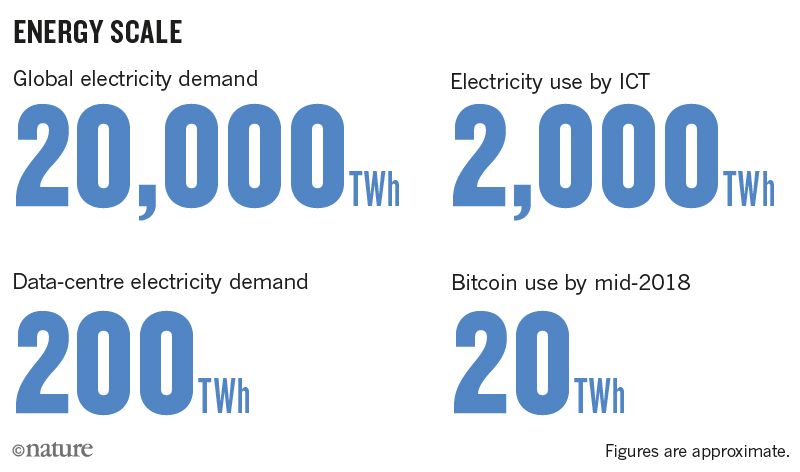 ENERGY SCALE
Global electricity demand
20,000 TWh
Electricity use by ICT
2,000 TWh
Data-centre electricity demand
200 TWh
Bitcoin use by mid-2018
20 TWh
©nature
Figures are approximate.